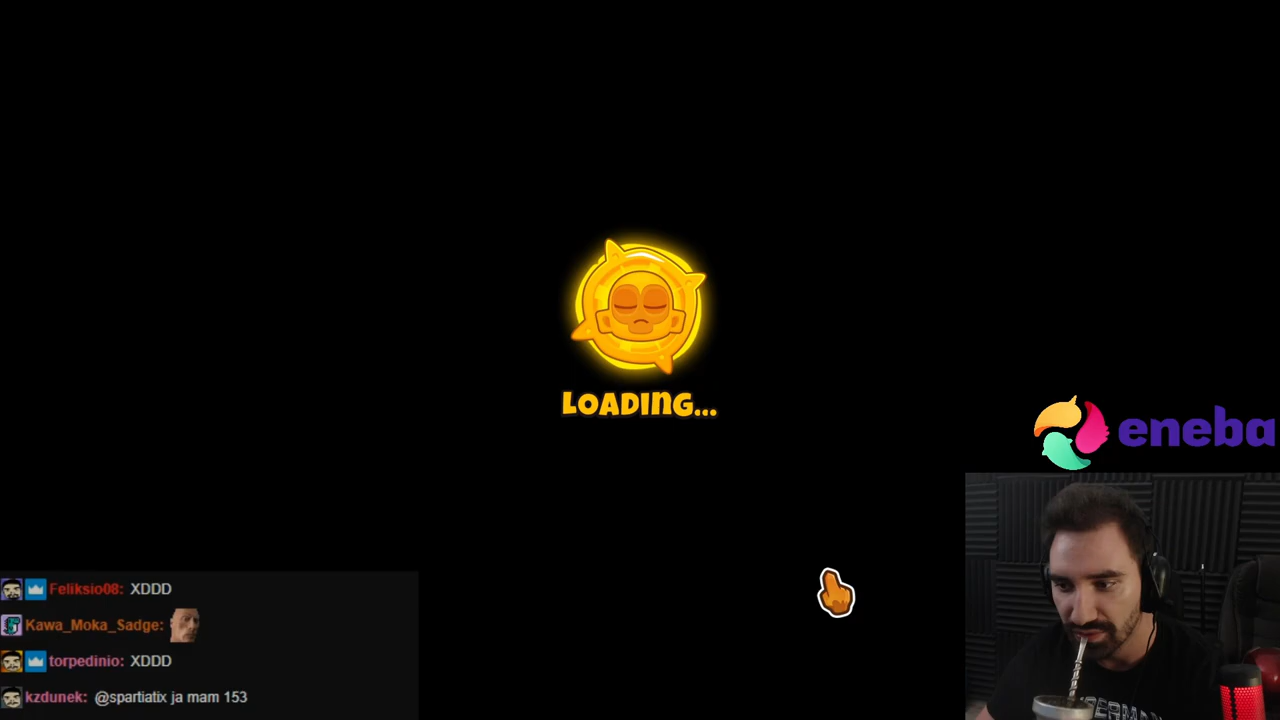 LOADING...
eneba
Feliksio08: XDDD
Kawa_Moka_Sadge:
torpedinio: XDDD
kzdunek: @spartiatix ja mam 153